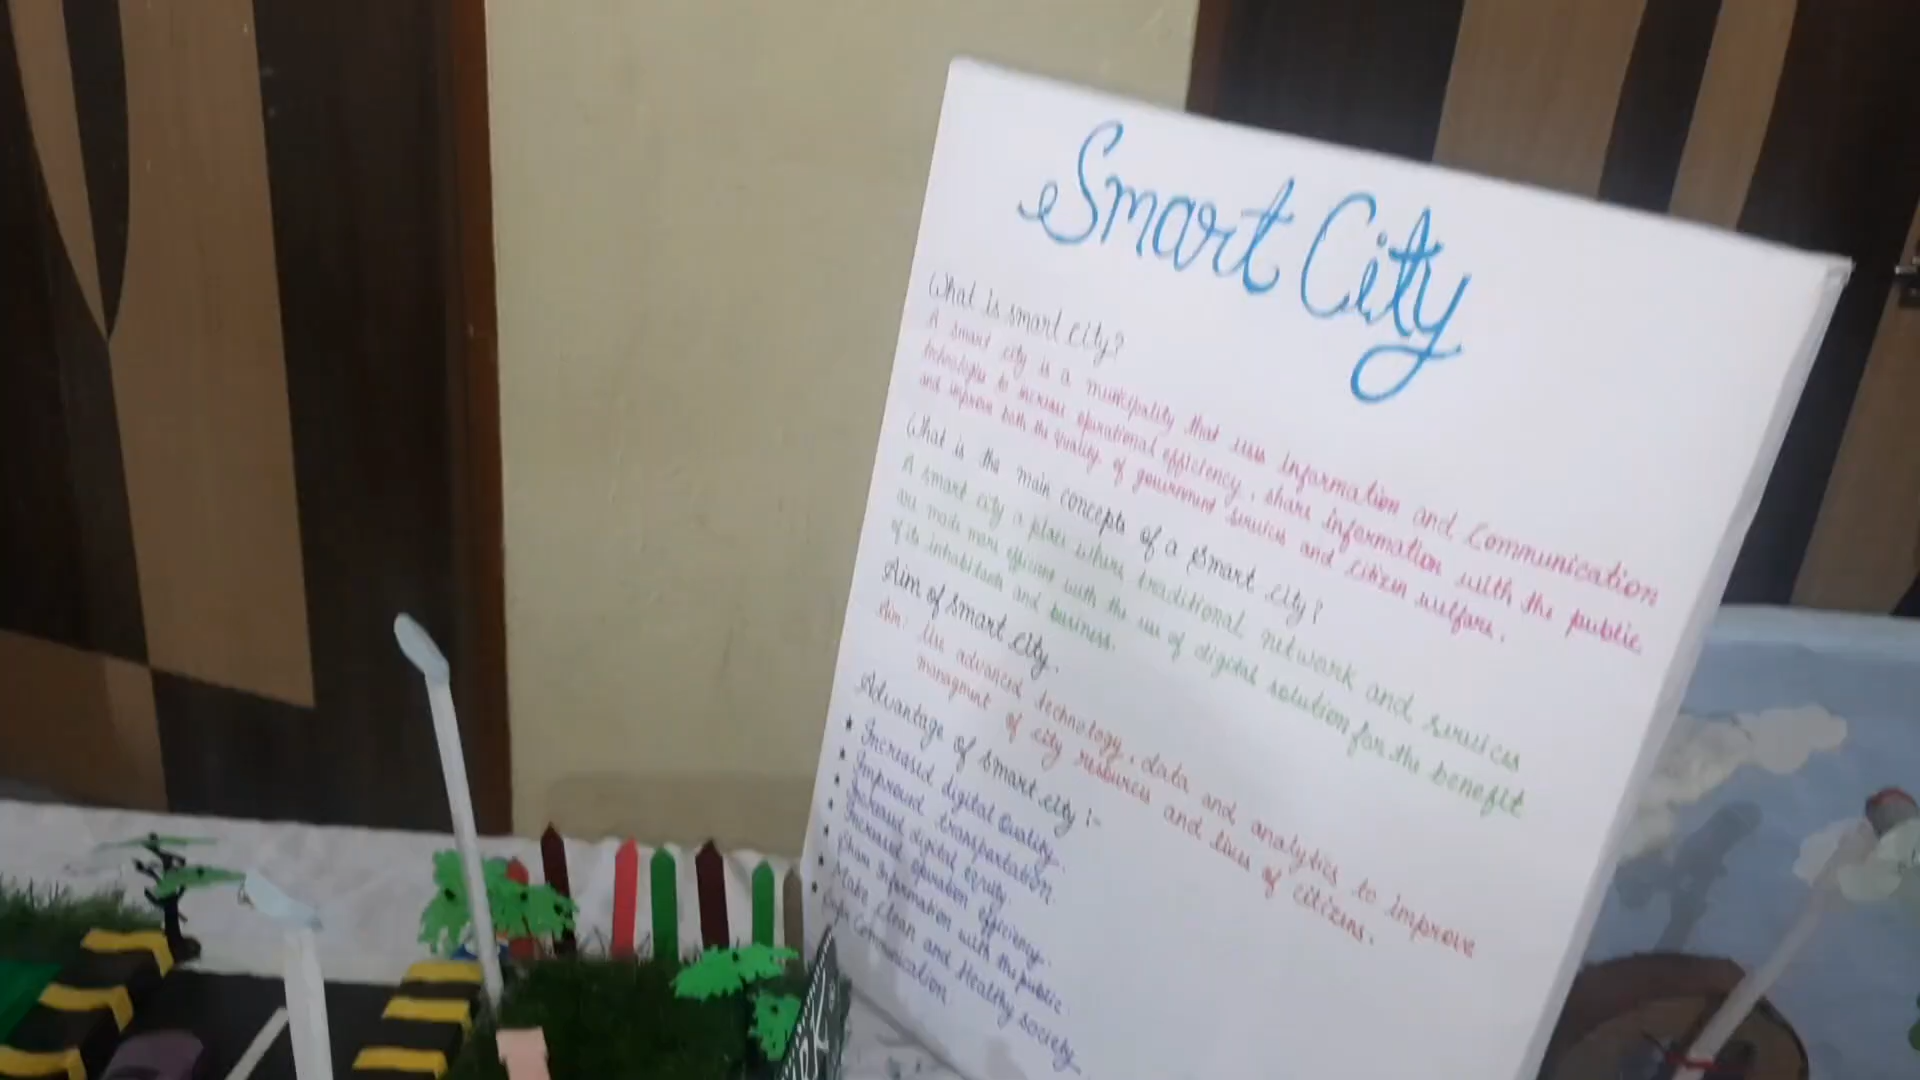 Smart City
What is smart city?
A smart city is a municipality that uses information and communication
technologies to increase operational efficiency, share information with the public
and improve both the quality of government services and citizen welfare.
What is the main concepts of a smart city?
A smart city a place where traditional network and services
are made more efficient with the use of digital solution for the benefit
of its inhabitants and business.
Aim of smart city.
Aim: Use advanced technology, data and analytics to improve
managment of city resources and lives of citizens.
Advantage of smart city :-
Increased digital Quality.
Improved transportation
Increased digital equity.
Increased operation efficiency.
Share Information with the public.
Make Clean and Healthy society
Communication.